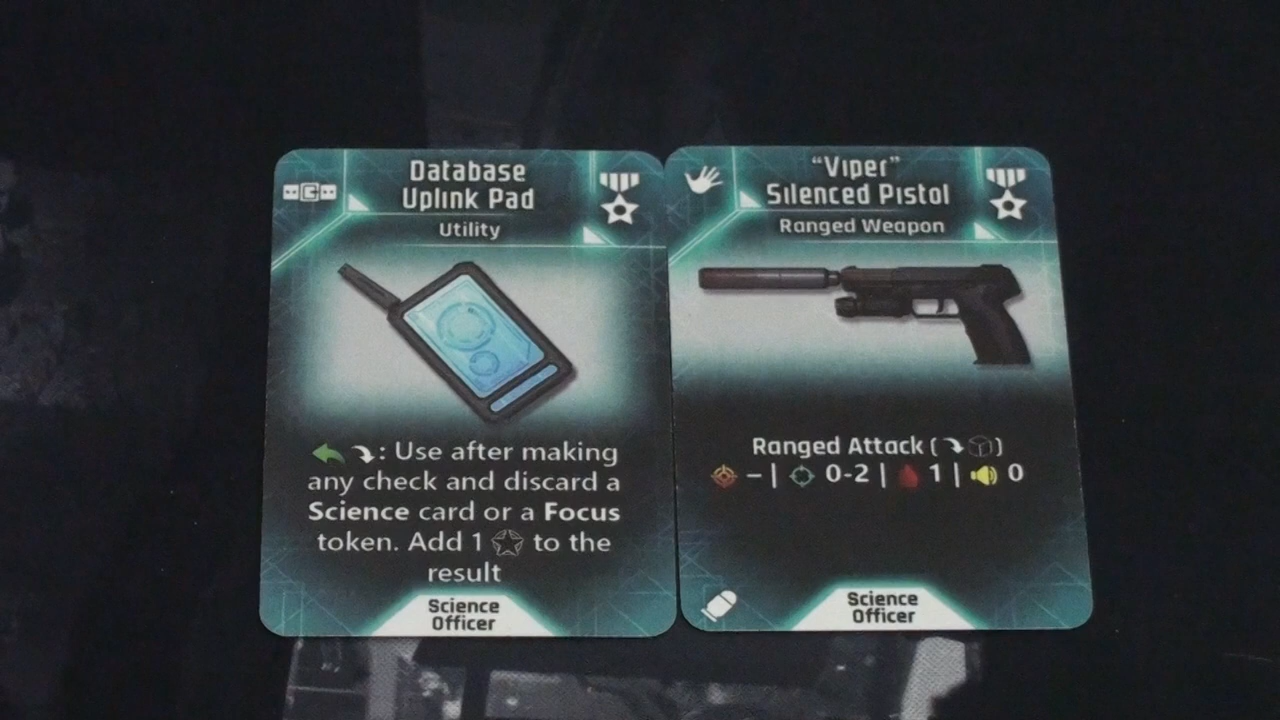 Database
Uplink Pad
Utility
: Use after making
any check and discard a
Science card or a Focus
token. Add 1 to the
result
Science
Officer
“Viper”
Silenced Pistol
Ranged Weapon
Ranged Attack ( )
– | 0-2 | 1 | 0
Science
Officer